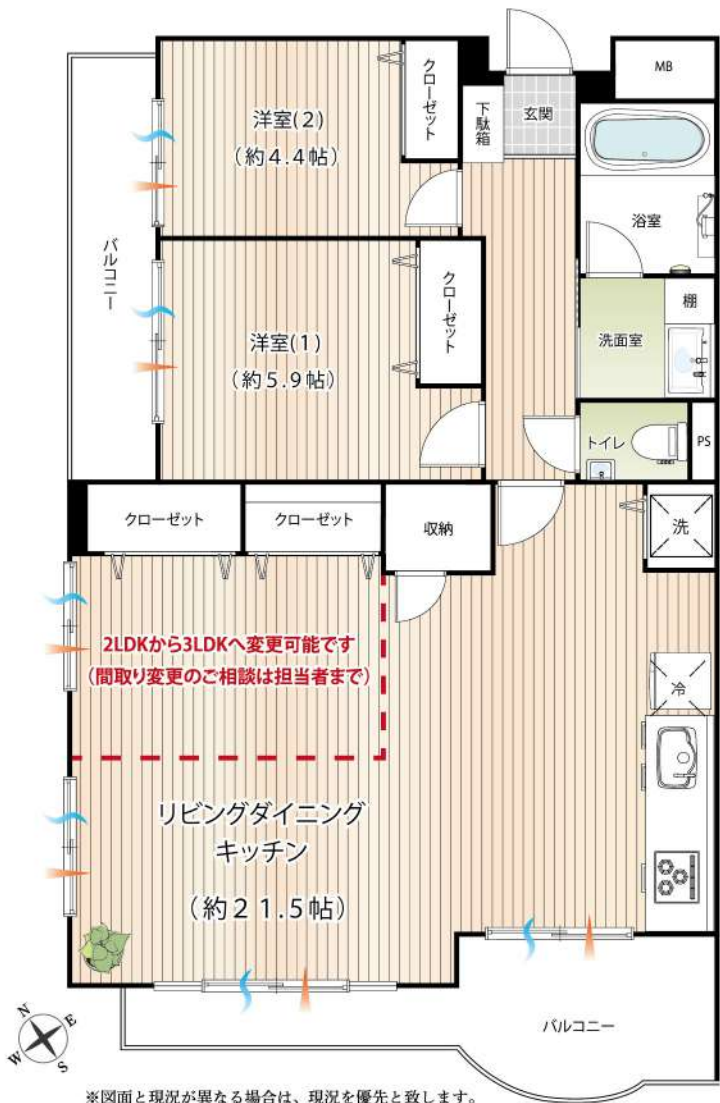 MB
クローゼット
洋室(2)
(約4.4帖)
下駄箱
玄関
浴室
バルコニー
クローゼット
棚
洋室(1)
(約5.9帖)
洗面室
トイレ
PS
クローゼット
クローゼット
収納
洗
2LDKから3LDKへ変更可能です
(間取り変更のご相談は担当者まで)
冷
リビングダイニング
キッチン
(約21.5帖)
バルコニー
N
E
W
S
※図面と現況が異なる場合は、現況を優先と致します。